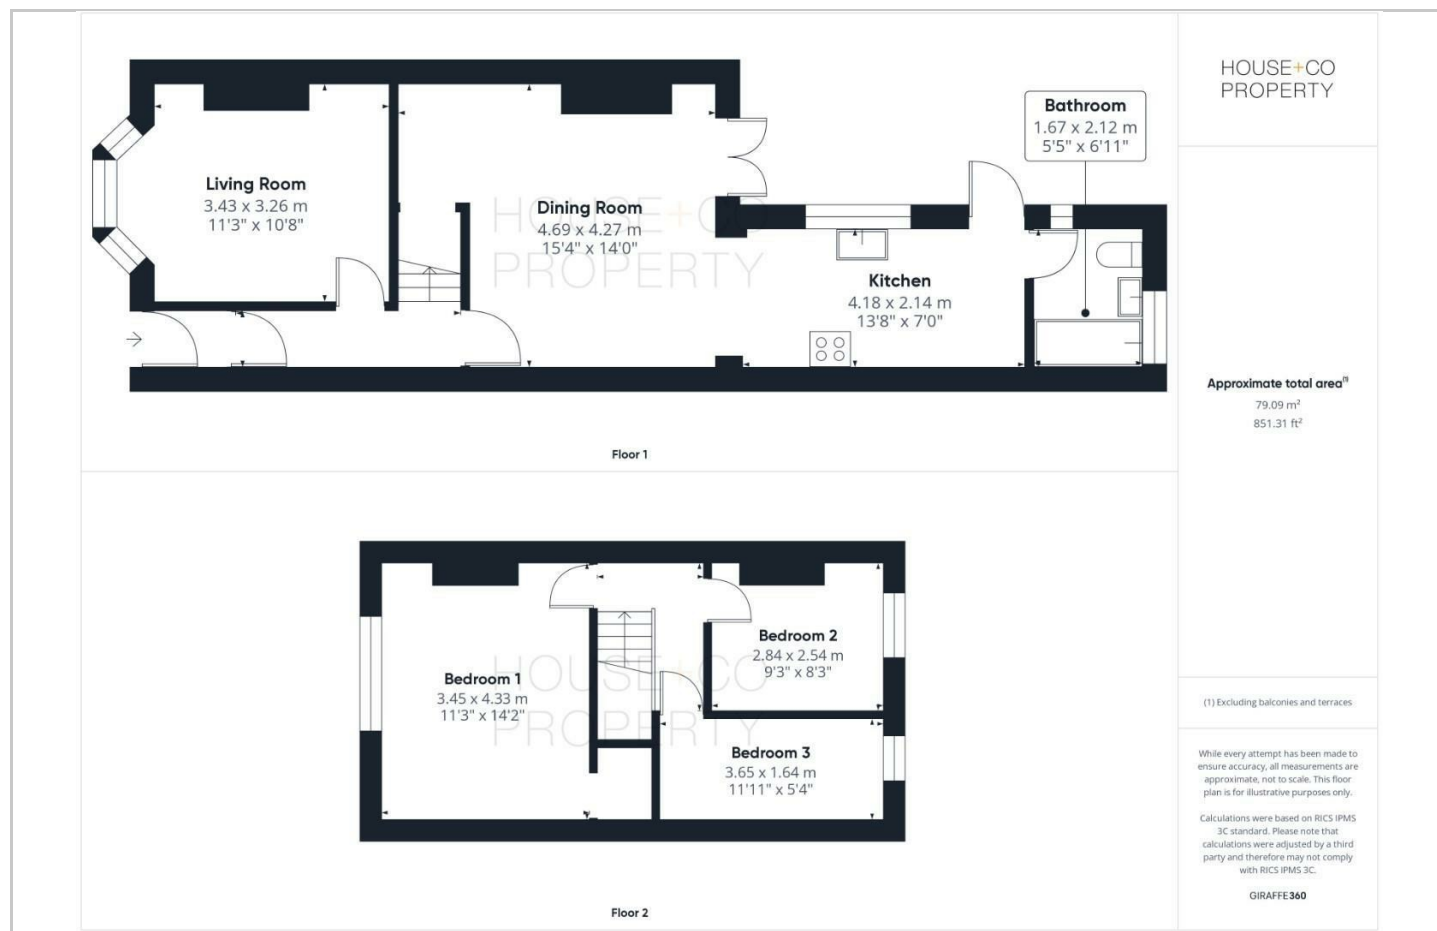 HOUSE+CO
PROPERTY
Bathroom
1.67 x 2.12 m
5'5" x 6'11"
Living Room
3.43 x 3.26 m
11'3" x 10'8"
Dining Room
4.69 x 4.27 m
15'4" x 14'0"
HOUSE+CO
PROPERTY
Kitchen
4.18 x 2.14 m
13'8" x 7'0"
Floor 1
Approximate total area(1)
79.09 m²
851.31 ft²
Bedroom 1
3.45 x 4.33 m
11'3" x 14'2"
Bedroom 2
2.84 x 2.54 m
9'3" x 8'3"
HOUSE+CO
PROPERTY
Bedroom 3
3.65 x 1.64 m
11'11" x 5'4"
Floor 2
(1) Excluding balconies and terraces
While every attempt has been made to
ensure accuracy, all measurements are
approximate, not to scale. This floor
plan is for illustrative purposes only.
Calculations were based on RICS IPMS
3C standard. Please note that
calculations were adjusted by a third
party and therefore may not comply
with RICS IPMS 3C.
GIRAFFE360